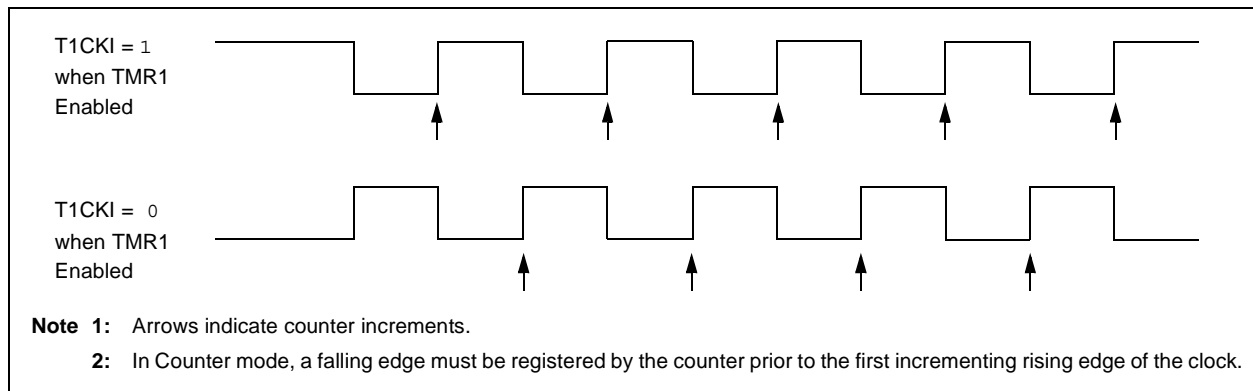 T1CKI = 1
when TMR1
Enabled
T1CKI = 0
when TMR1
Enabled
Note 1: Arrows indicate counter increments.
2: In Counter mode, a falling edge must be registered by the counter prior to the first incrementing rising edge of the clock.